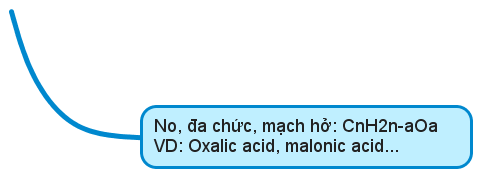 No, đa chức, mạch hở: CnH2n-aOa
VD: Oxalic acid, malonic acid...